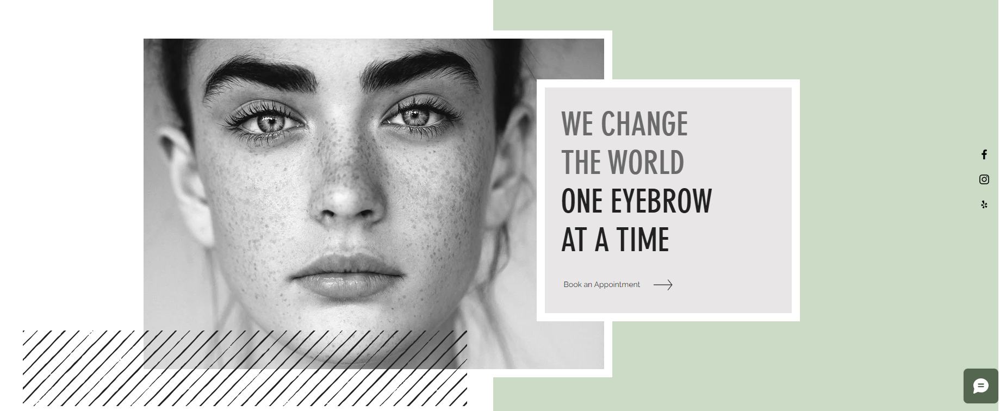 WE CHANGE
THE WORLD
ONE EYEBROW
AT A TIME
Book an Appointment